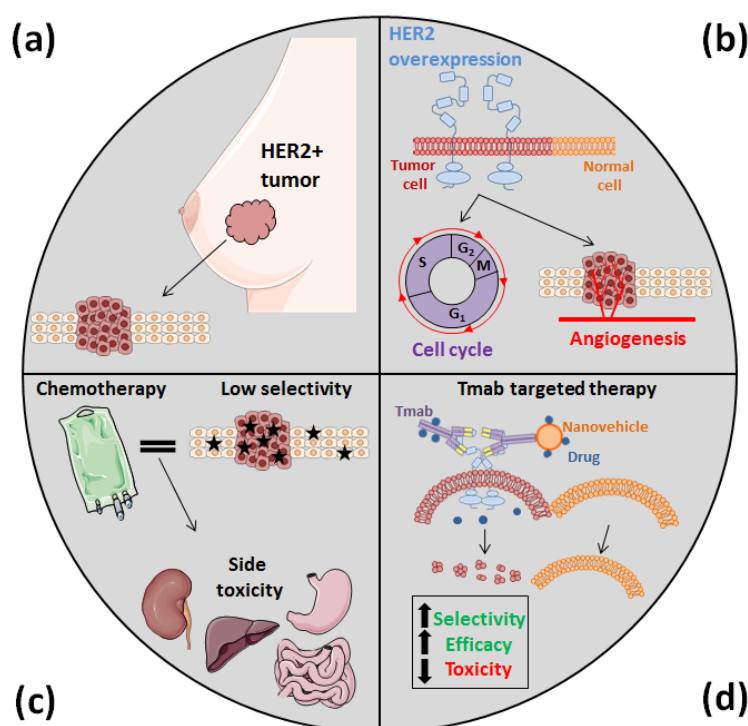 (a)
HER2+
tumor
(b)
HER2
overexpression
Tumor
cell
Normal
cell
S
G2
M
G1
Cell cycle
Angiogenesis
Chemotherapy
Low selectivity
Side
toxicity
(c)
Tmab targeted therapy
Tmab
Nanovehicle
Drug
Selectivity
Efficacy
Toxicity
(d)